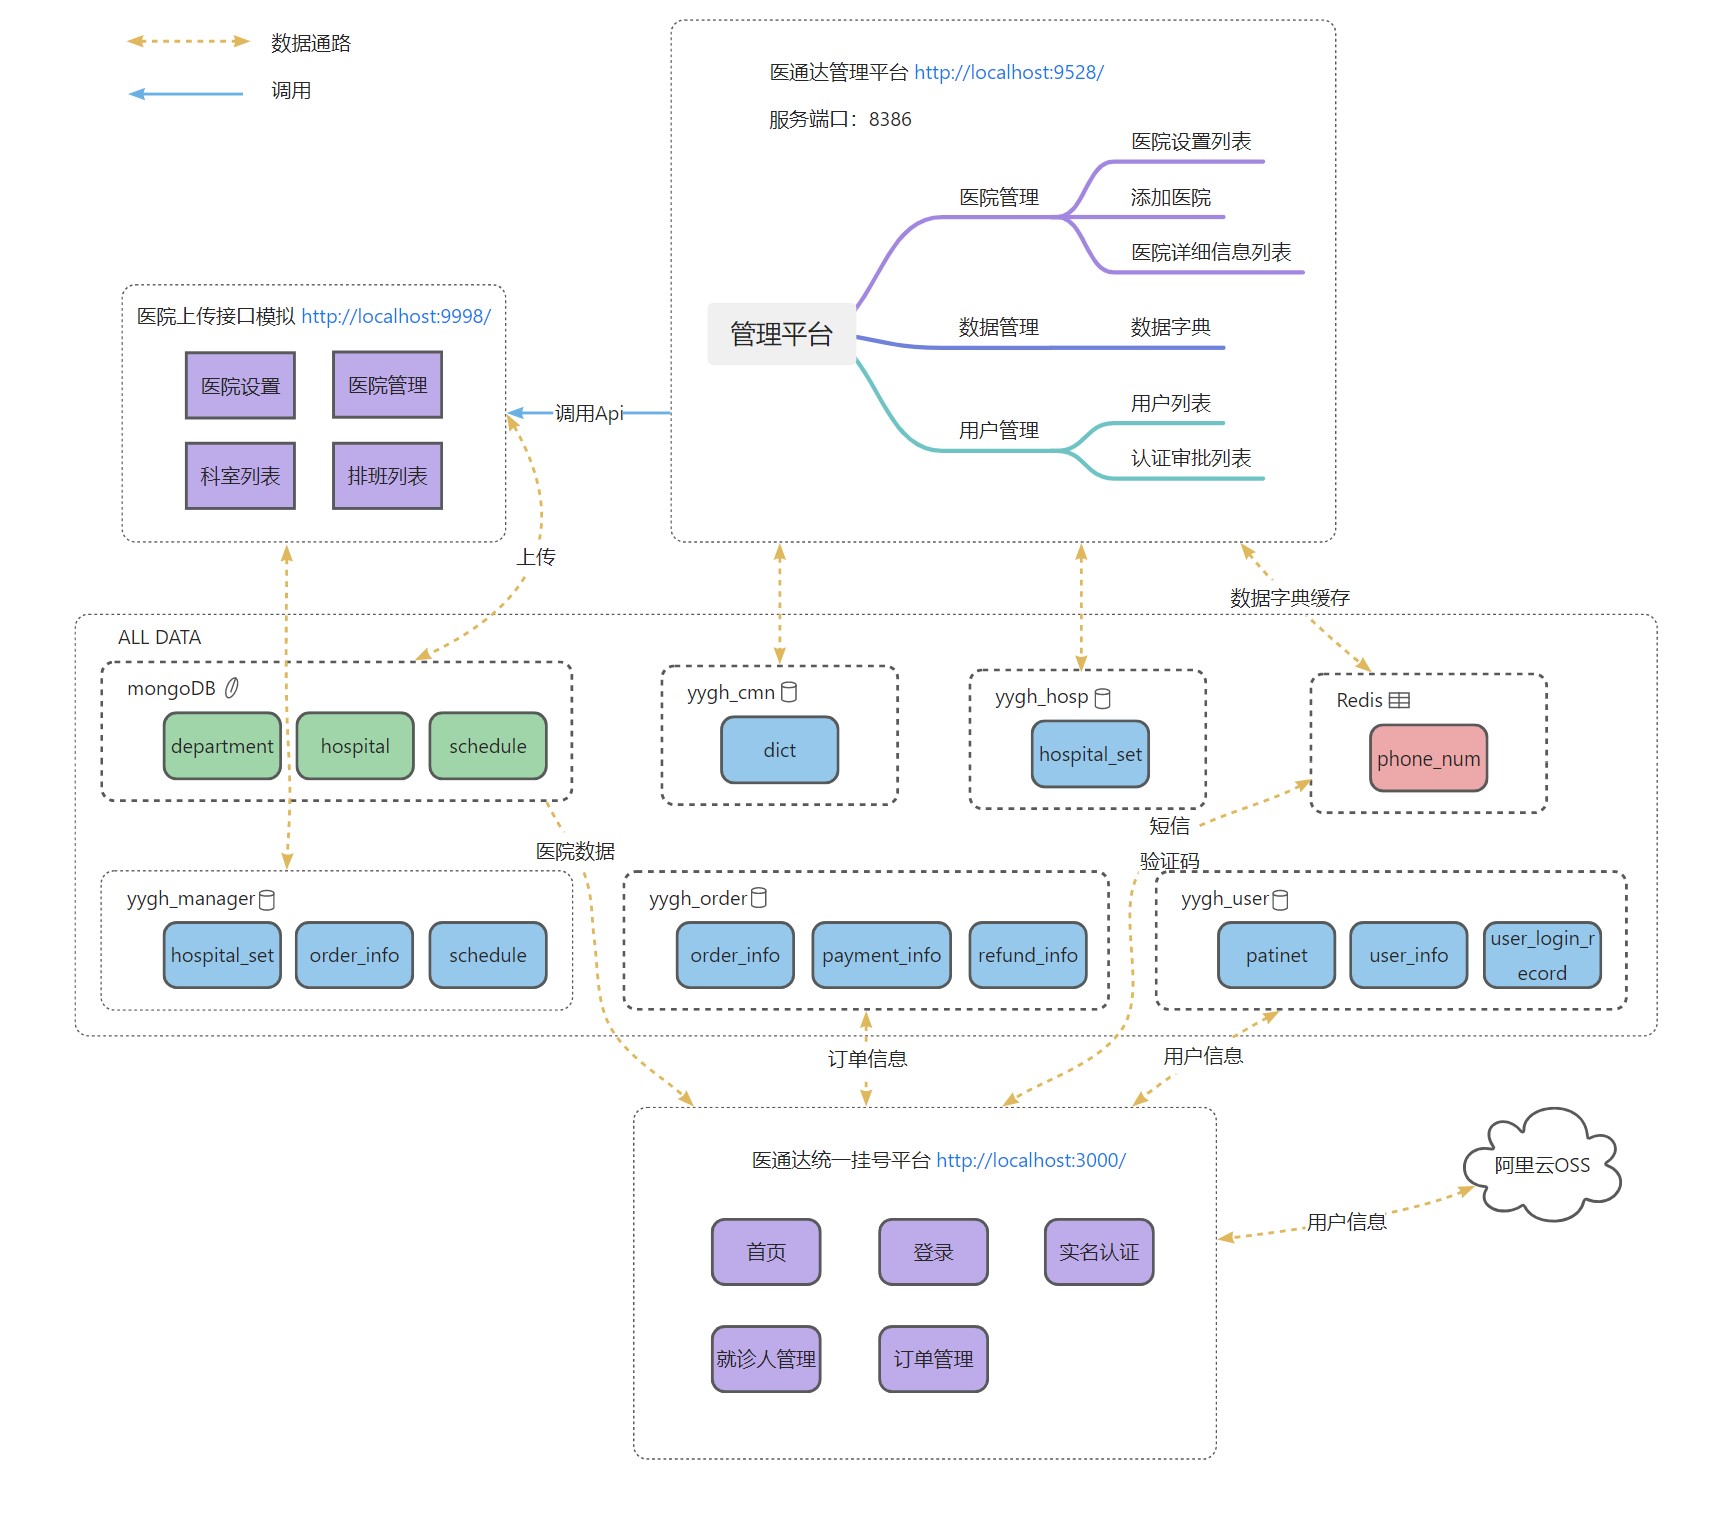 数据通路
调用
医通达管理平台 http://localhost:9528/
服务端口：8386
医院设置列表
医院管理
添加医院
医院详细信息列表
管理平台
数据管理
数据字典
用户列表
用户管理
认证审批列表
医院上传接口模拟 http://localhost:9998/
医院设置
医院管理
科室列表
排班列表
调用Api
上传
数据字典缓存
ALL DATA
mongoDB
department
hospital
schedule
yygh_cmn
dict
yygh_hosp
hospital_set
Redis
phone_num
医院数据
短信
验证码
yygh_manager
hospital_set
order_info
schedule
yygh_order
order_info
payment_info
refund_info
yygh_user
patinet
user_info
user_login_r
ecord
订单信息
用户信息
医通达统一挂号平台 http://localhost:3000/
首页
登录
实名认证
就诊人管理
订单管理
用户信息
阿里云OSS